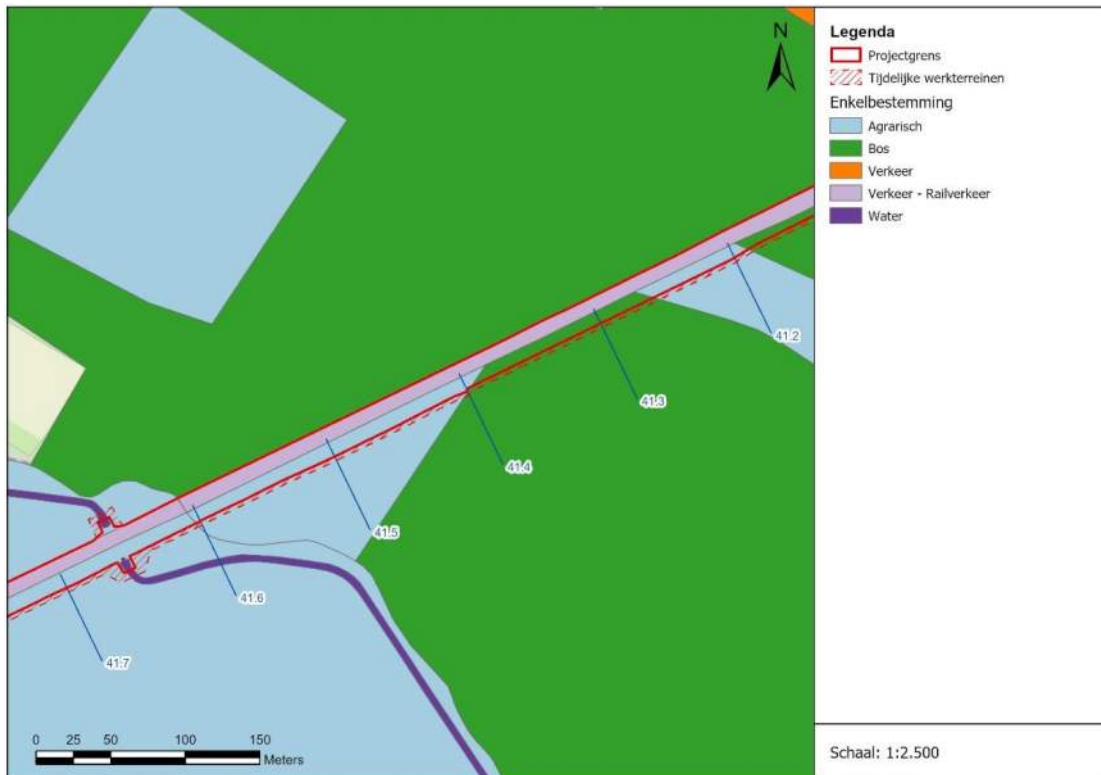 N
41.2
41.3
41.4
41.5
41.6
41.7
0 25 50 100 150
Meters
Legenda
Projectgrens
Tijdelijke werkterreinen
Enkelbestemming
Agrarisch
Bos
Verkeer
Verkeer - Railverkeer
Water
Schaal: 1:2.500